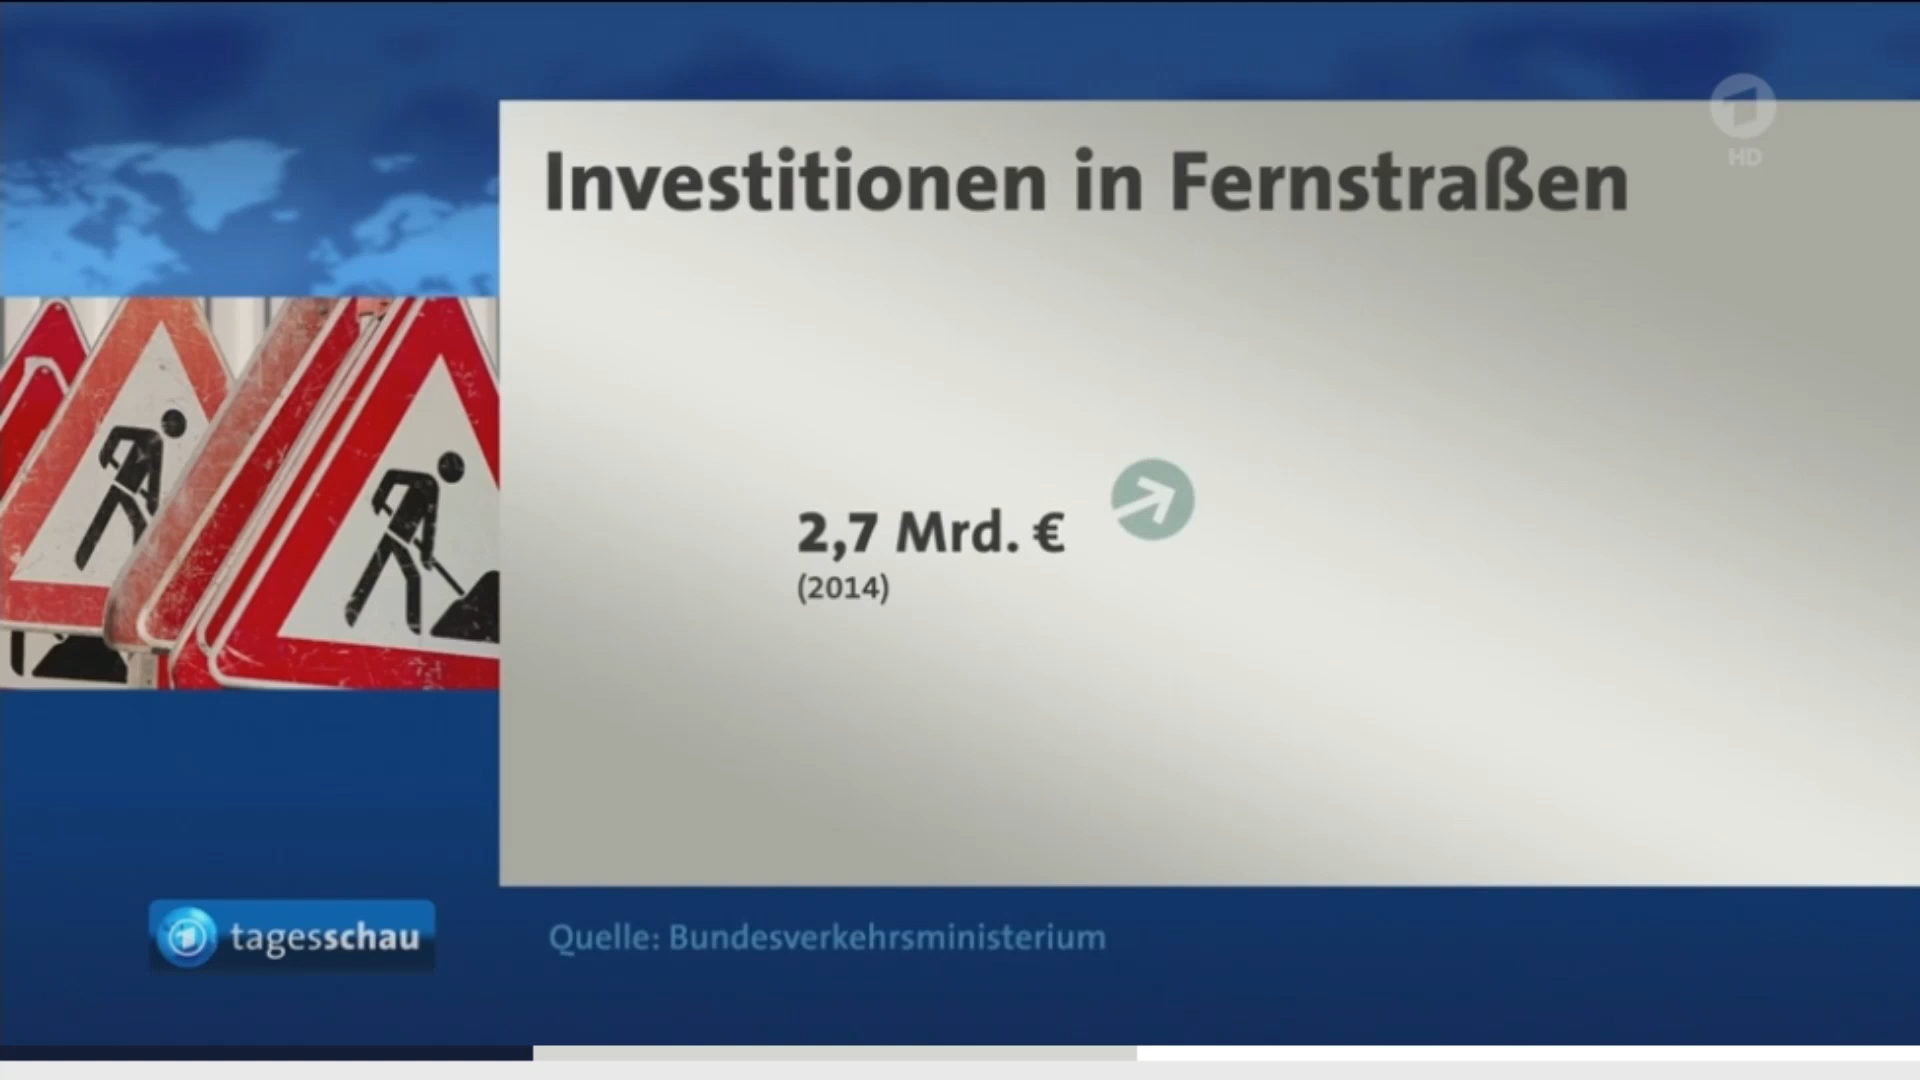 Investitionen in Fernstraßen
HD
2,7 Mrd. €
(2014)
tagesschau
Quelle: Bundesverkehrsministerium